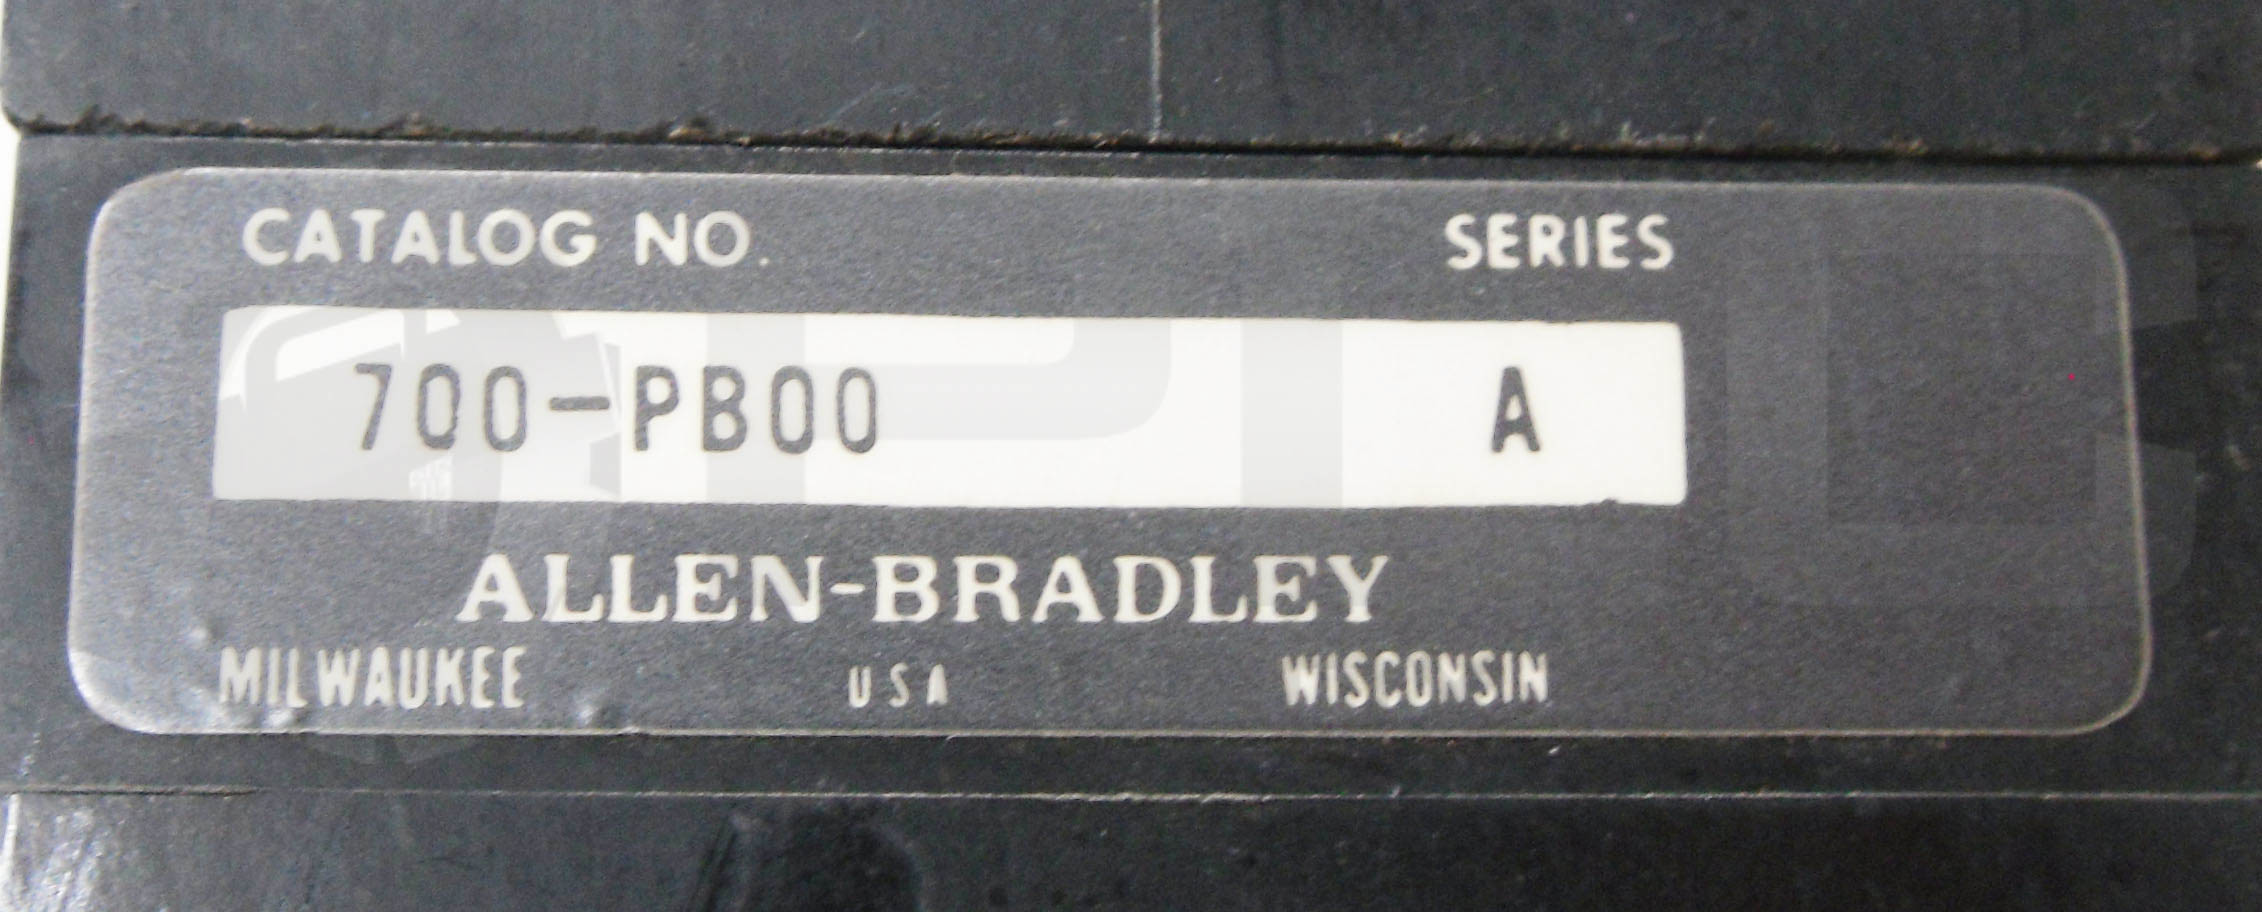 CATALOG NO. SERIES
700-PB00 A
ALLEN-BRADLEY
MILWAUKEE USA WISCONSIN